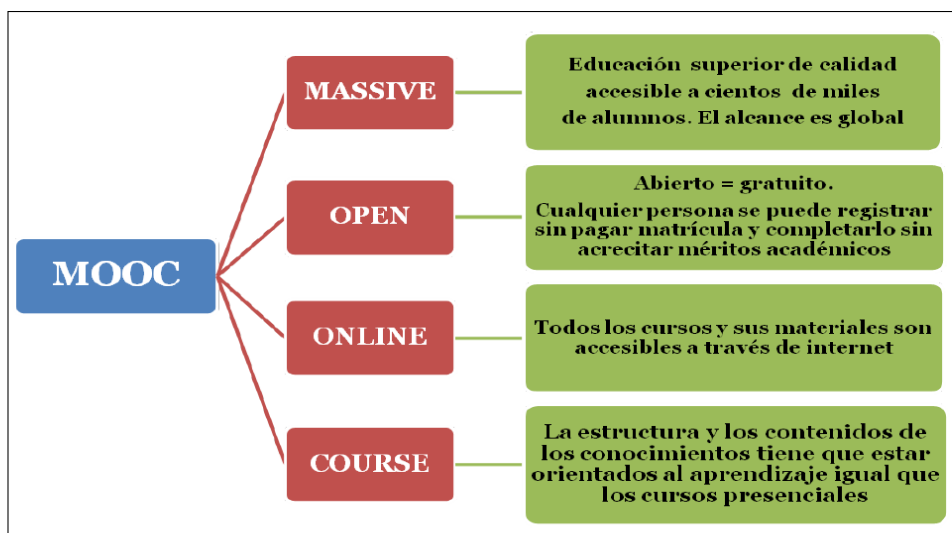 MOOC
MASSIVE
Educación superior de calidad
accesible a cientos de miles
de alumnos. El alcance es global
OPEN
Abierto = gratuito.
Cualquier persona se puede registrar
sin pagar matrícula y completarlo sin
acrecitar méritos académicos
ONLINE
Todos los cursos y sus materiales son
accesibles a través de internet
COURSE
La estructura y los contenidos de
los conocimientos tiene que estar
orientados al aprendizaje igual que
los cursos presenciales